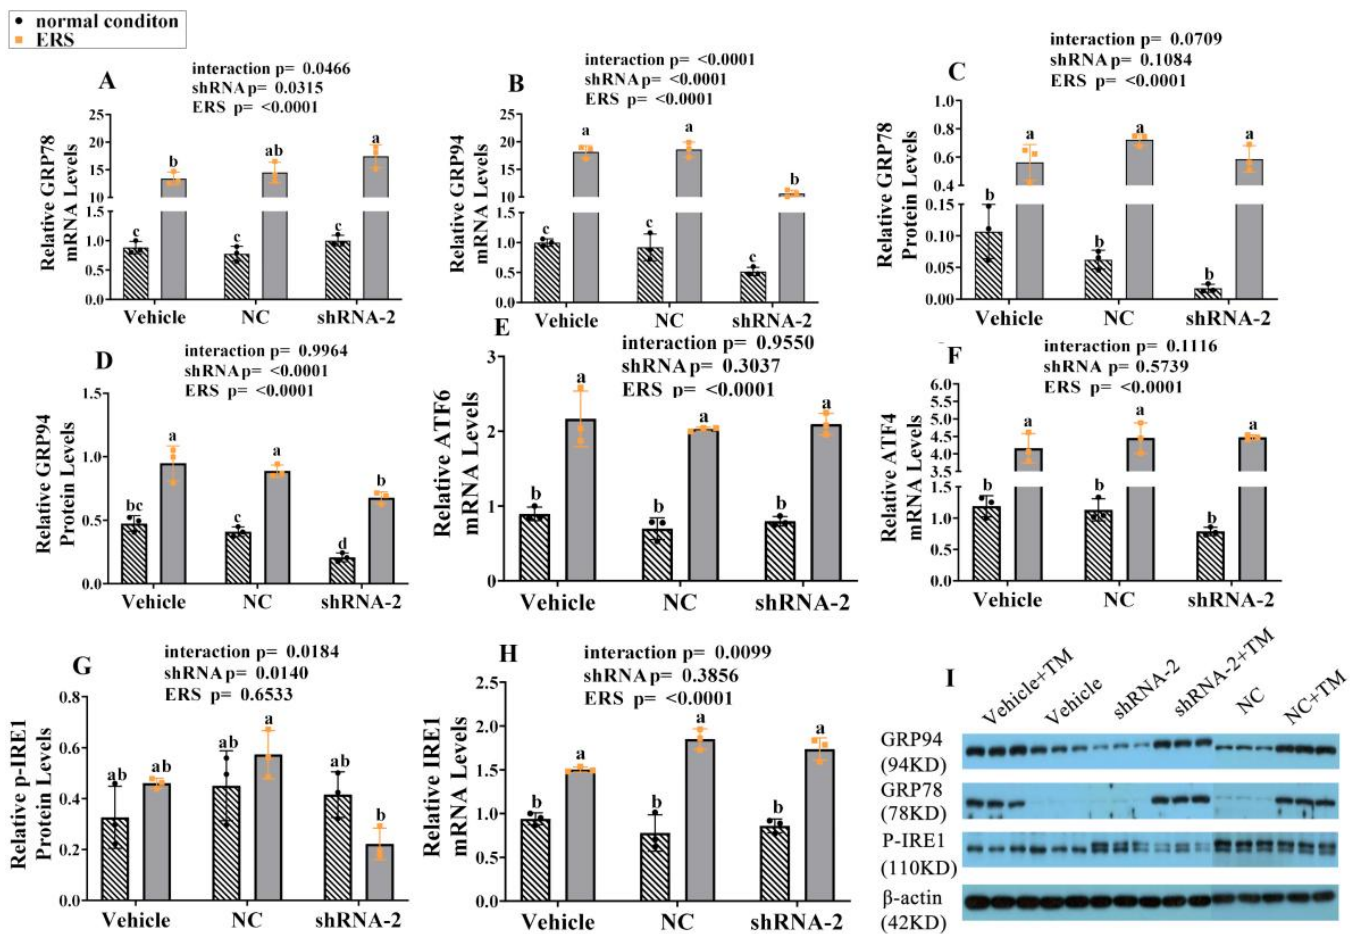 normal conditon
ERS
A
interaction p= 0.0466
shRNA p= 0.0315
ERS p= <0.0001
Relative GRP78
mRNA Levels
25
20
15
10
1.5
1.0
0.5
0.0
c
b
c
ab
c
a
Vehicle
NC
shRNA-2
B
interaction p= <0.0001
shRNA p= <0.0001
ERS p= <0.0001
Relative GRP94
mRNA Levels
25
20
15
10
1.5
1.0
0.5
0.0
c
a
c
a
c
b
Vehicle
NC
shRNA-2
C
interaction p= 0.0709
shRNA p= 0.1084
ERS p= <0.0001
Relative GRP78
Protein Levels
1.0
0.8
0.6
0.4
0.15
0.10
0.05
0.00
b
a
b
a
b
a
Vehicle
NC
shRNA-2
D
interaction p= 0.9964
shRNA p= <0.0001
ERS p= <0.0001
Relative GRP94
Protein Levels
1.5
1.0
0.5
0.0
bc
a
c
a
d
b
Vehicle
NC
shRNA-2
E
interaction p= 0.9550
shRNA p= 0.3037
ERS p= <0.0001
Relative ATF6
mRNA Levels
3
2
1
0
b
a
b
a
b
a
Vehicle
NC
shRNA-2
F
interaction p= 0.1116
shRNA p= 0.5739
ERS p= <0.0001
Relative ATF4
mRNA Levels
6.0
5.5
5.0
4.5
4.0
3.5
1.5
1.0
0.5
0.0
b
a
b
a
b
a
Vehicle
NC
shRNA-2
G
interaction p= 0.0184
shRNA p= 0.0140
ERS p= 0.6533
Relative p-IRE1
Protein Levels
0.8
0.6
0.4
0.2
0.0
ab
ab
ab
a
ab
b
Vehicle
NC
shRNA-2
H
interaction p= 0.0099
shRNA p= 0.3856
ERS p= <0.0001
Relative IRE1
mRNA Levels
2.5
2.0
1.5
1.0
0.5
0.0
b
a
b
a
b
a
Vehicle
NC
shRNA-2
I
Vehicle+TM
Vehicle
shRNA-2
shRNA-2+TM
NC
NC+TM
GRP94
(94KD)
GRP78
(78KD)
P-IRE1
(110KD)
β-actin
(42KD)